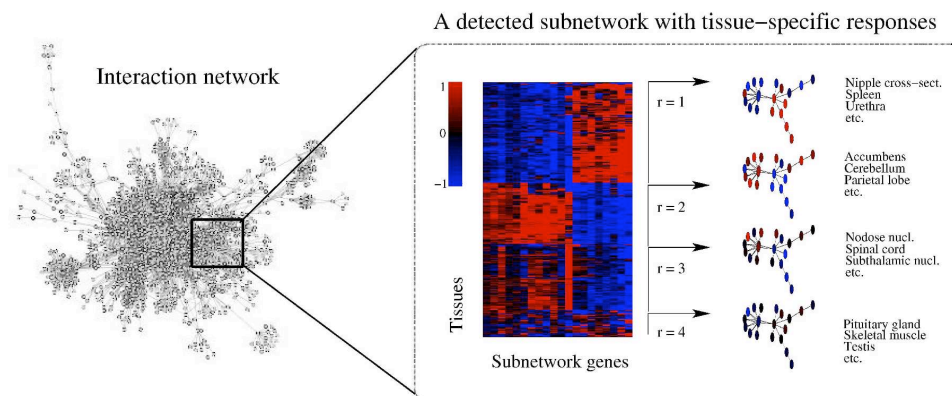 A detected subnetwork with tissue-specific responses
Interaction network
1
0
−1
Tissues
Subnetwork genes
r = 1
r = 2
r = 3
r = 4
Nipple cross-sect.
Spleen
Urethra
etc.
Accumbens
Cerebellum
Parietal lobe
etc.
Nodose nucl.
Spinal cord
Subthalamic nucl.
etc.
Pituitary gland
Skeletal muscle
Testis
etc.